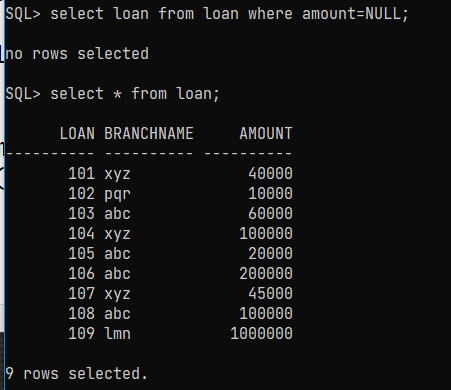 SQL> select loan from loan where amount=NULL;
no rows selected
SQL> select * from loan;
      LOAN BRANCHNAME     AMOUNT
---------- ---------- ----------
       101 xyz             40000
       102 pqr             10000
       103 abc             60000
       104 xyz            100000
       105 abc             20000
       106 abc            200000
       107 xyz             45000
       108 abc            100000
       109 lmn           1000000
9 rows selected.